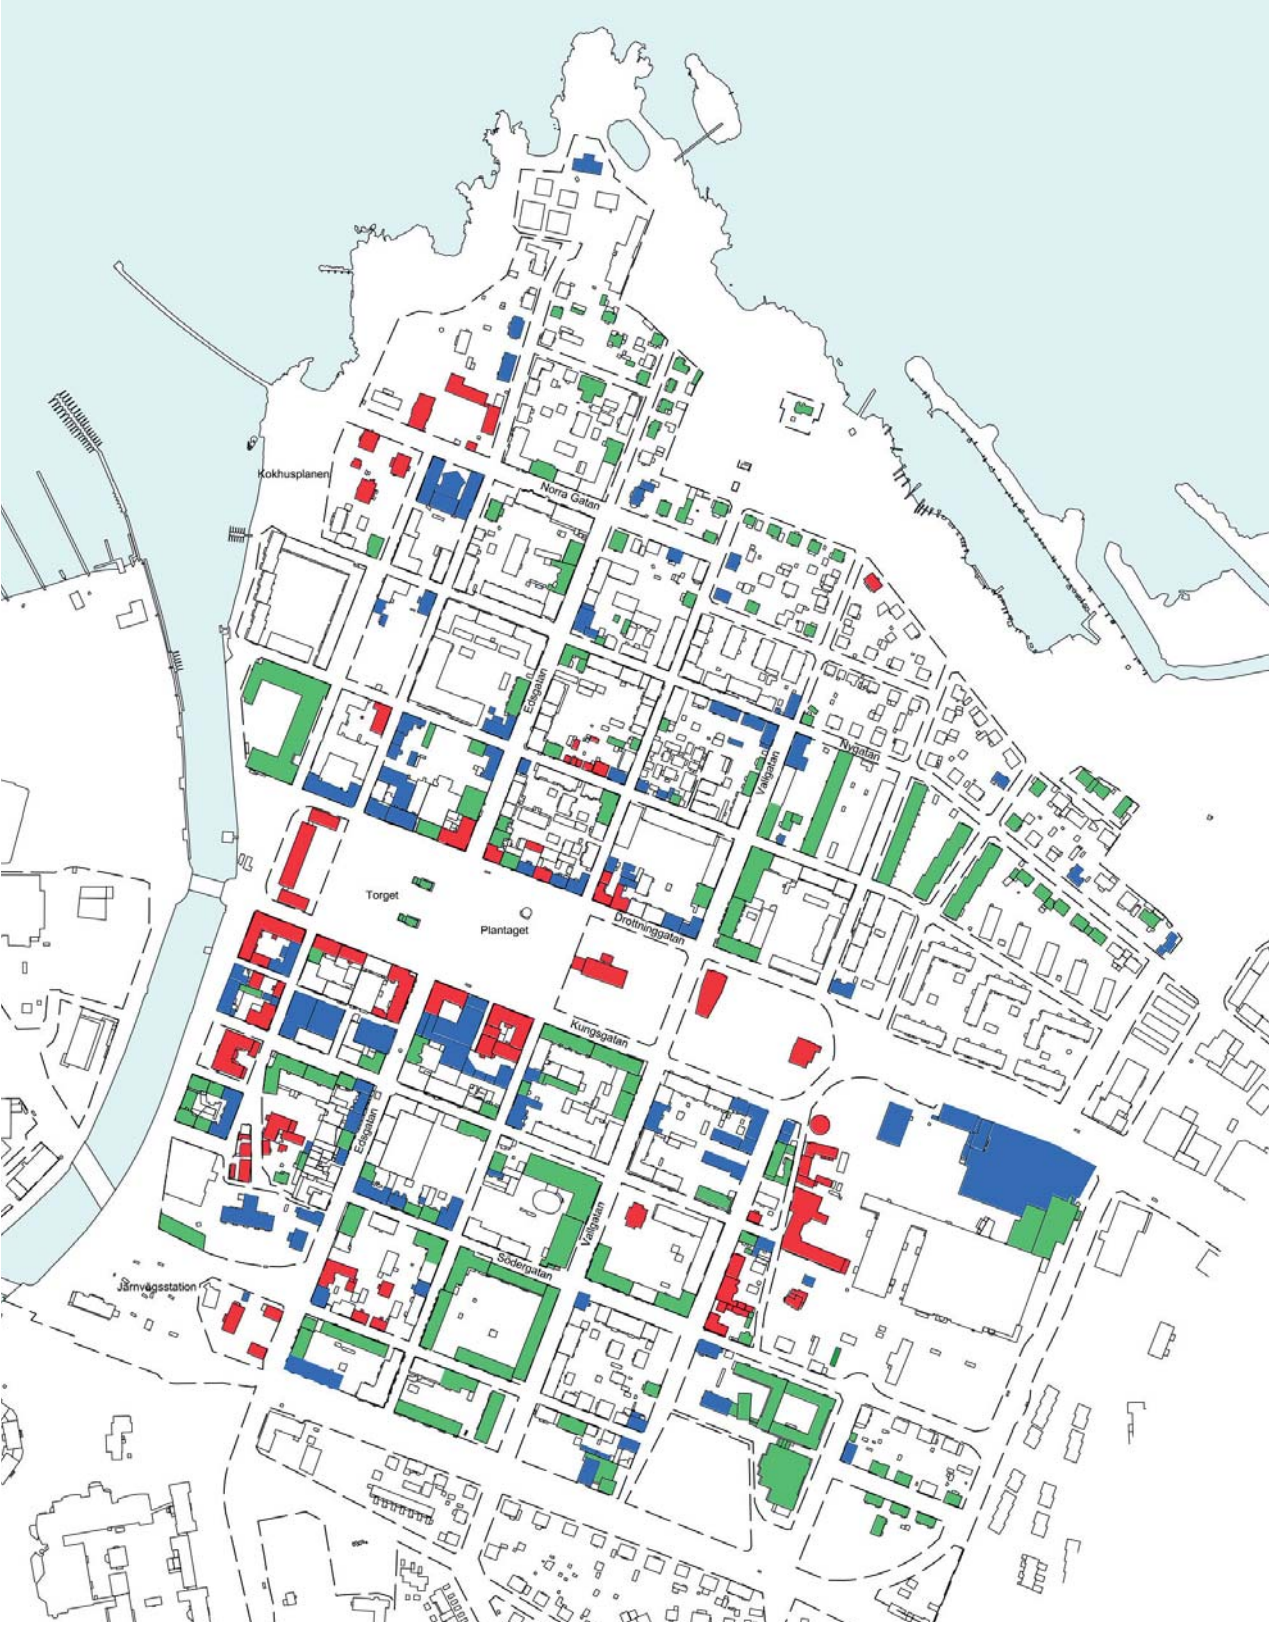 Kokhusplanen
Norra Gatan
Edsgatan
Nygatan
Vallgatan
Torget
Plantaget
Drottninggatan
Kungsgatan
Edsgatan
Vallgatan
Södergatan
Järnvägsstation